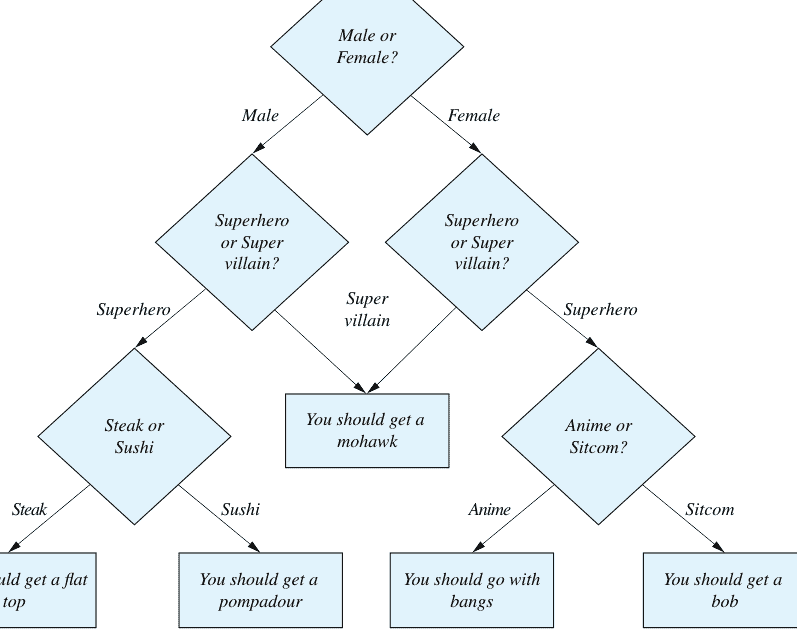 Male or
Female?
Male
Female
Superhero
or Super
villain?
Superhero
or Super
villain?
Superhero
Super
villain
Superhero
Steak or
Sushi
You should get a
mohawk
Anime or
Sitcom?
Steak
Sushi
Anime
Sitcom
uld get a flat
top
You should get a
pompadour
You should go with
bangs
You should get a
bob